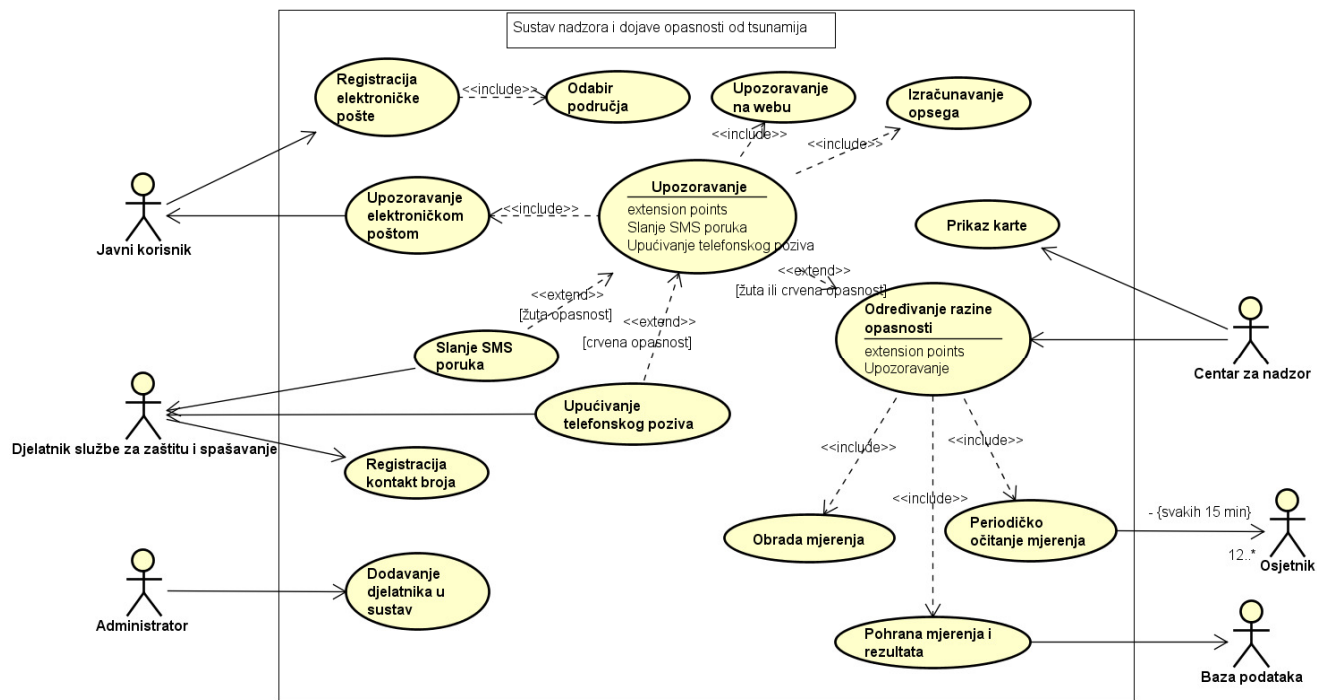 Sustav nadzora i dojave opasnosti od tsunamija
Registracija
elektroničke
pošte
<<include>>
Odabir
područja
Upozoravanje
na webu
Izračunavanje
opsega
<<include>>
<<include>>
Javni korisnik
Upozoravanje
elektroničkom
poštom
<<include>>
Upozoravanje
extension points
Slanje SMS poruka
Upućivanje telefonskog poziva
Prikaz karte
<<extend>>
[žuta ili crvena opasnost]
<<extend>>
[žuta opasnost]
<<extend>>
[crvena opasnost]
Određivanje razine
opasnosti
extension points
Upozoravanje
Centar za nadzor
Slanje SMS
poruka
Upućivanje
telefonskog poziva
Djelatnik službe za zaštitu i spašavanje
Registracija
kontakt broja
<<include>>
<<include>>
<<include>>
Obrada mjerenja
Periodičko
očitanje mjerenja
- {svakih 15 min}
12..*
Osjetnik
Dodavanje
djelatnika u
sustav
Administrator
Pohrana mjerenja i
rezultata
Baza podataka